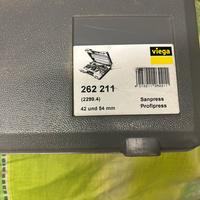 viega
262 211
(2299.4)
42 und 54 mm
Sanpress
Profipress